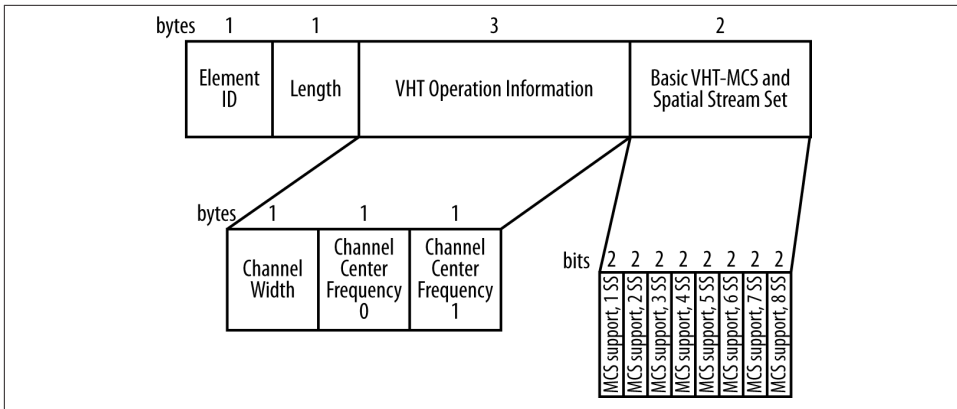 bytes 1 1 3 2
Element ID
Length
VHT Operation Information
Basic VHT-MCS and
Spatial Stream Set
bytes 1 1 1
Channel
Width
Channel
Center
Frequency
0
Channel
Center
Frequency
1
bits 2 2 2 2 2 2 2 2
MCS support, 1 SS
MCS support, 2 SS
MCS support, 3 SS
MCS support, 4 SS
MCS support, 5 SS
MCS support, 6 SS
MCS support, 7 SS
MCS support, 8 SS